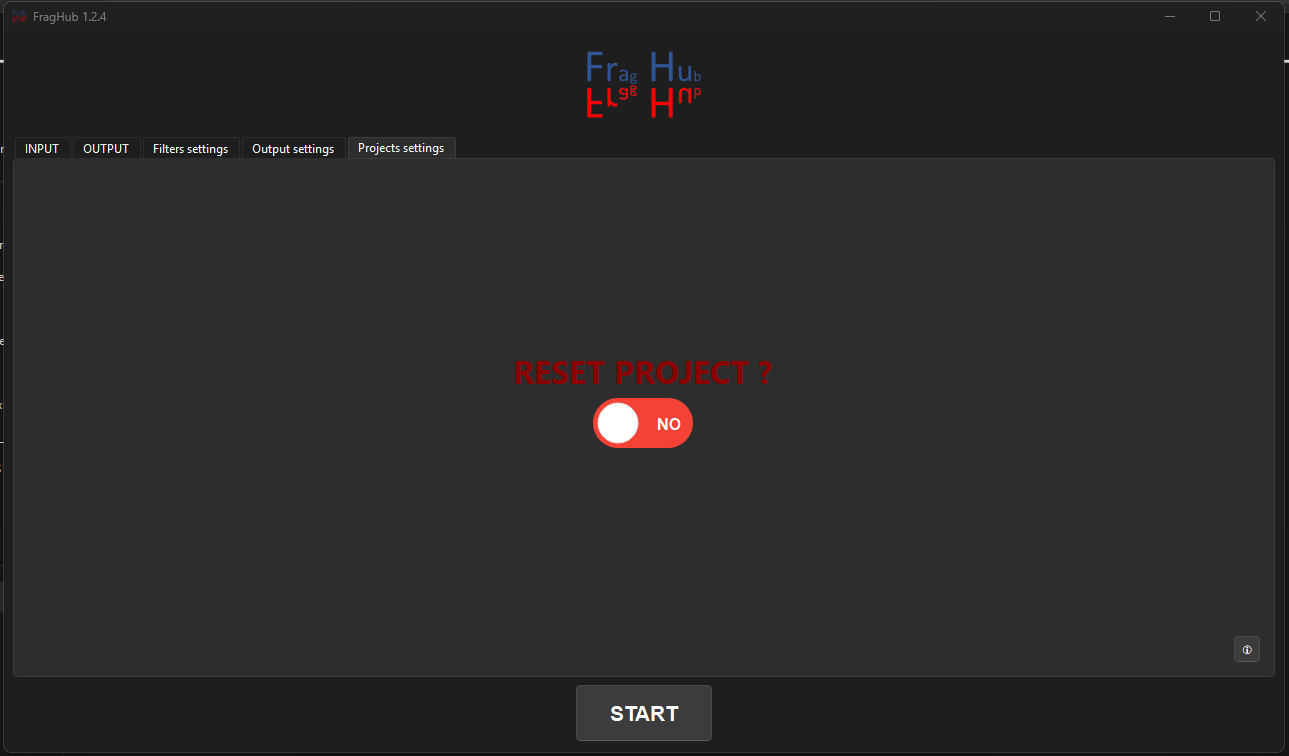 FragHub 1.2.4
Frag Hub
INPUT
OUTPUT
Filters settings
Output settings
Projects settings
RESET PROJECT ?
NO
START